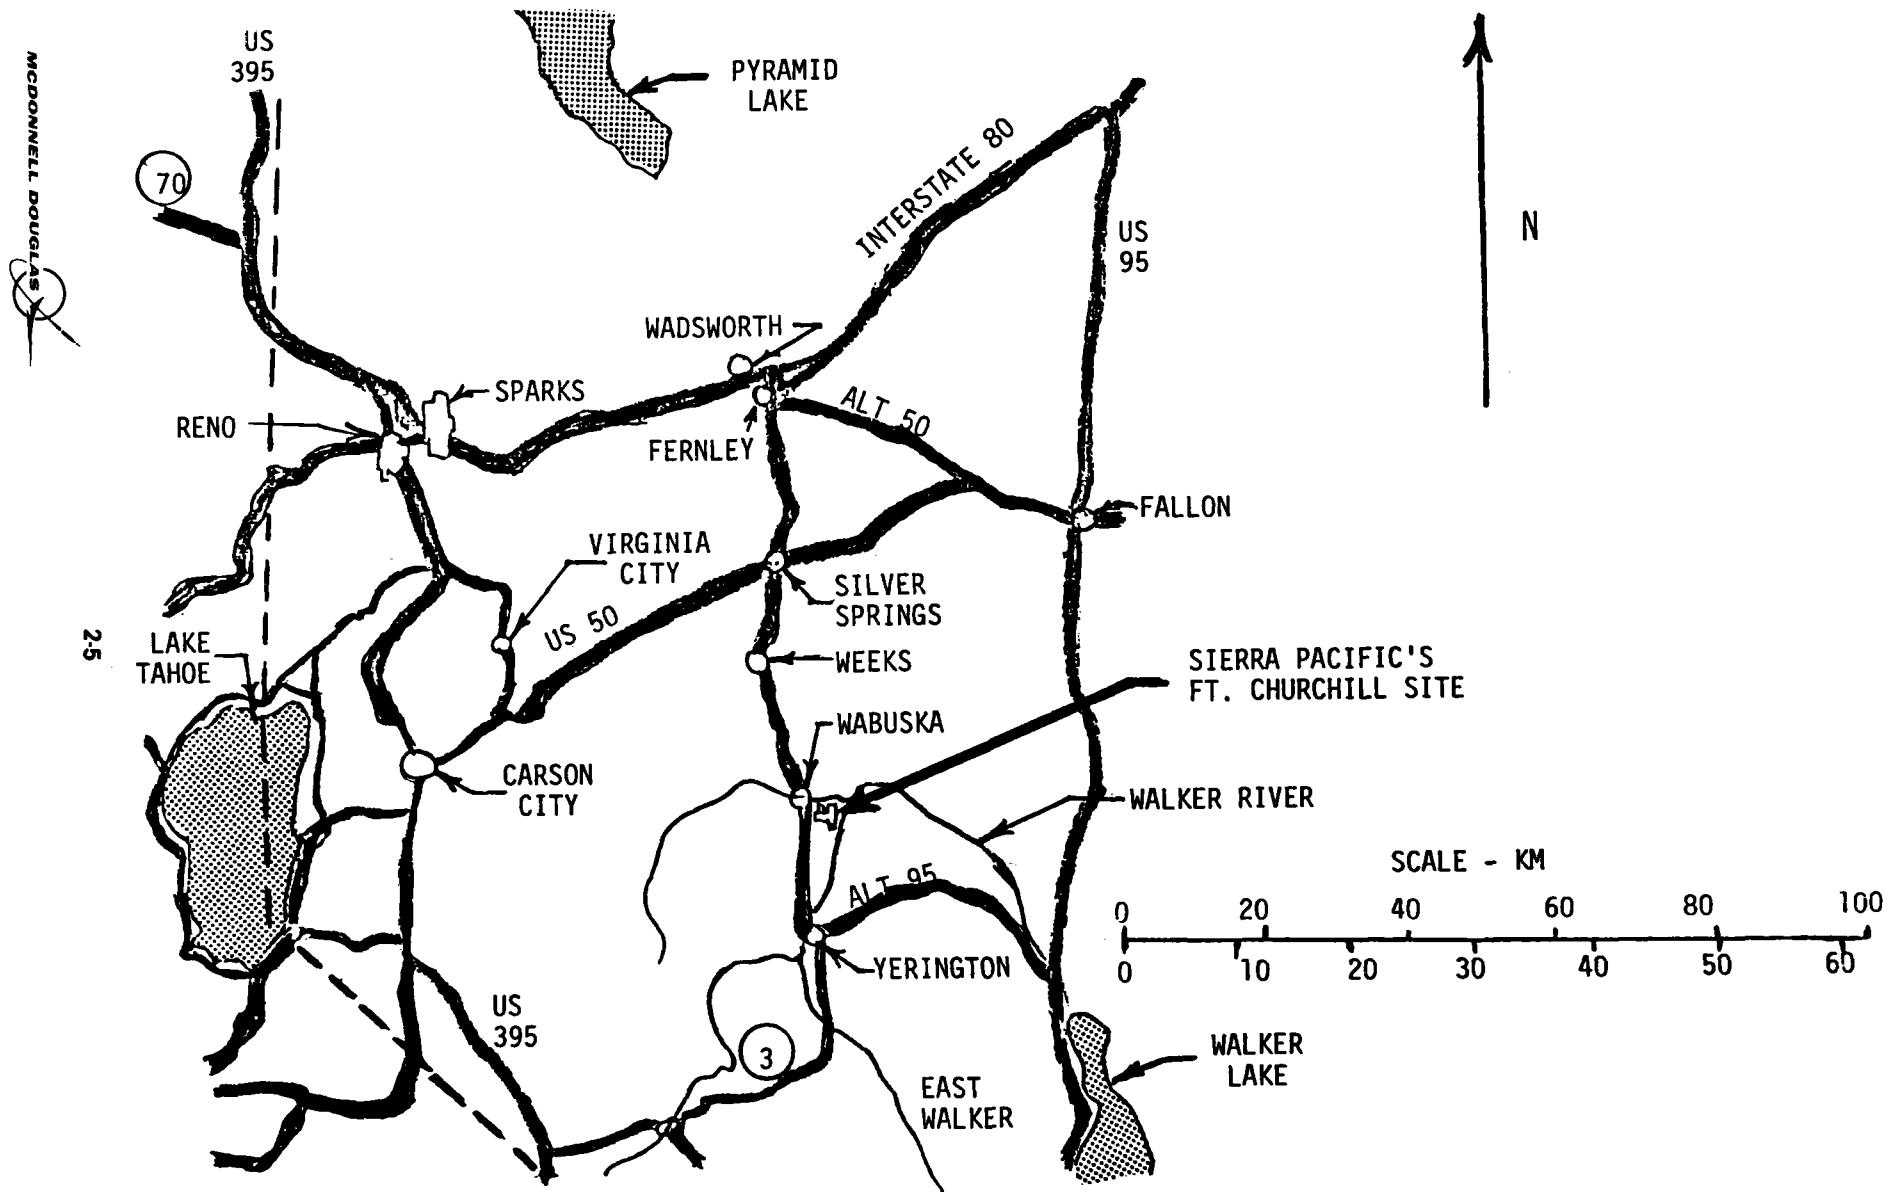 MCDONNELL DOUGLAS
2-5
US
395
70
PYRAMID
LAKE
INTERSTATE 80
US
95
N
WADSWORTH
SPARKS
RENO
FERNLEY
ALT 50
FALLON
VIRGINIA
CITY
US 50
SILVER
SPRINGS
LAKE
TAHOE
WEEKS
SIERRA PACIFIC'S
FT. CHURCHILL SITE
WABUSKA
CARSON
CITY
WALKER RIVER
ALT 95
SCALE - KM
0 20 40 60 80 100
0 10 20 30 40 50 60
YERINGTON
US
395
3
WALKER
LAKE
EAST
WALKER